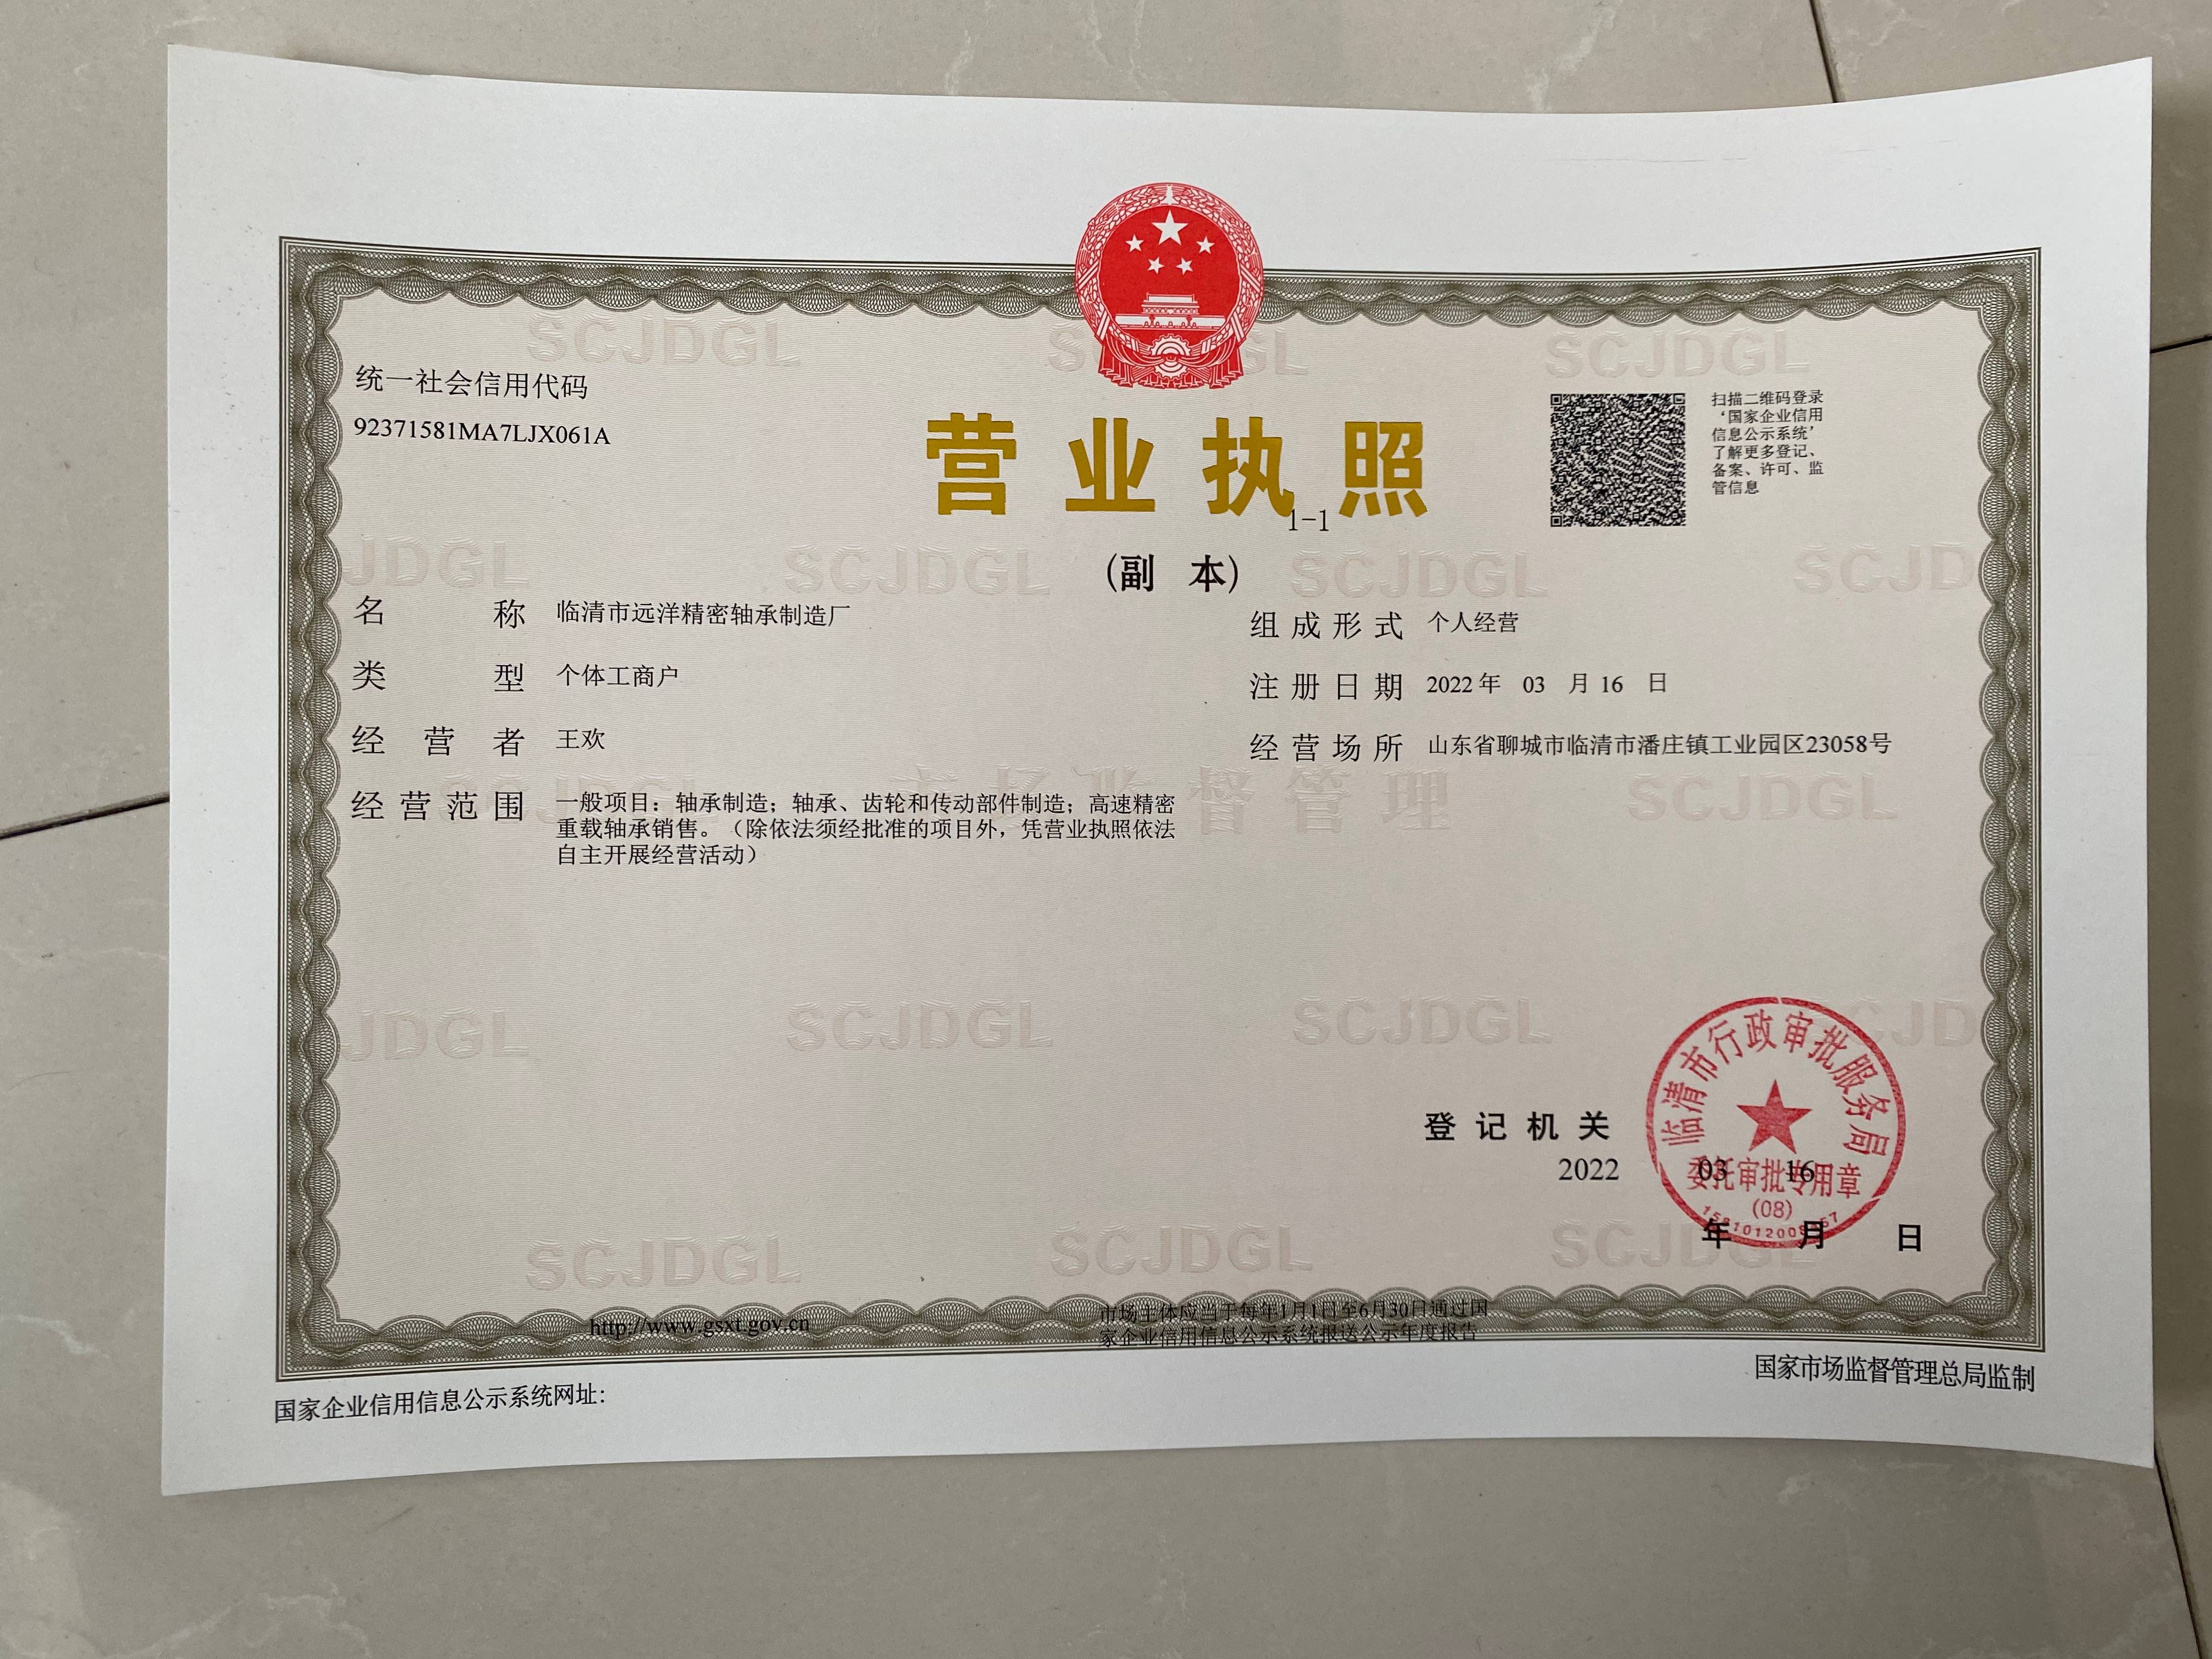 统一社会信用代码
92371581MA7LJX061A
营业执照
1-1
(副 本)
扫描二维码登录
‘国家企业信用
信息公示系统’
了解更多登记、
备案、许可、监
管信息
名 称 临清市远洋精密轴承制造厂
类 型 个体工商户
经 营 者 王欢
经营范围 一般项目：轴承制造；轴承、齿轮和传动部件制造；高速精密
重载轴承销售。（除依法须经批准的项目外，凭营业执照依法
自主开展经营活动）
组成形式 个人经营
注册日期 2022 年 03 月 16 日
经营场所 山东省聊城市临清市潘庄镇工业园区23058号
SCJDGL
市场监督管理
登记机关
2022 03 16
年 月 日
临清市行政审批服务局
委托审批专用章
(08)
http://www.gsxt.gov.cn
市场主体应当于每年1月1日至6月30日通过国
家企业信用信息公示系统报送公示年度报告
国家企业信用信息公示系统网址:
国家市场监督管理总局监制